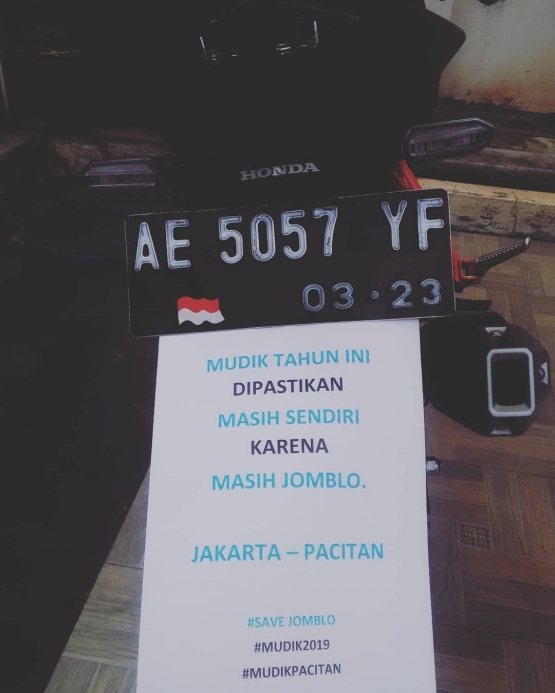 HONDA
AE 5057 YF
03·23
MUDIK TAHUN INI
DIPASTIKAN
MASIH SENDIRI
KARENA
MASIH JOMBLO.
JAKARTA – PACITAN
#SAVE JOMBLO
#MUDIK2019
#MUDIKPACITAN